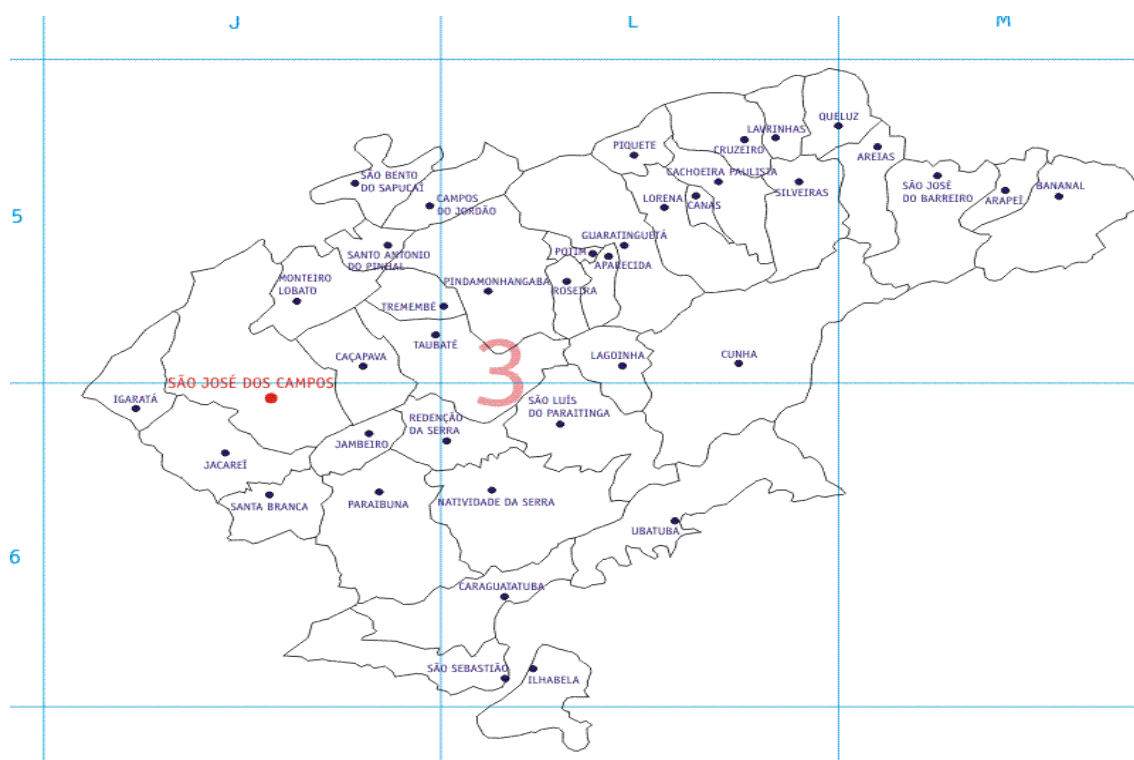 J
L
M
QUELUZ
LAVRINHAS
PIQUETE
CRUZEIRO
AREIAS
CACHOEIRA PAULISTA
SÃO BENTO
DO SAPUCAÍ
SILVEIRAS
SÃO JOSÉ
DO BARREIRO
ARAPEÍ
BANANAL
LORENA
CANAS
CAMPOS
DO JORDÃO
5
GUARATINGUETÁ
POTIM
APARECIDA
SANTO ANTONIO
DO PINHAL
MONTEIRO
LOBATO
PINDAMONHANGABA
ROSEIRA
TREMEMBÉ
TAUBATÉ
CAÇAPAVA
LAGOINHA
CUNHA
3
SÃO JOSÉ DOS CAMPOS
IGARATÁ
SÃO LUÍS
DO PARAITINGA
REDENÇÃO
DA SERRA
JAMBEIRO
JACAREÍ
SANTA BRANCA
PARAIBUNA
NATIVIDADE DA SERRA
UBATUBA
6
CARAGUATATUBA
SÃO SEBASTIÃO
ILHABELA